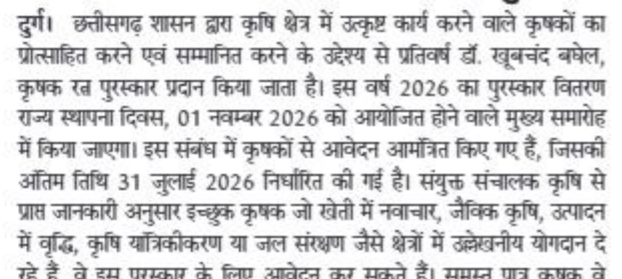 दुर्ग। छत्तीसगढ़ शासन द्वारा कृषि क्षेत्र में उत्कृष्ट कार्य करने वाले कृषकों का
प्रोत्साहित करने एवं सम्मानित करने के उद्देश्य से प्रतिवर्ष डॉ. खूबचंद बघेल,
कृषक रत्न पुरस्कार प्रदान किया जाता है। इस वर्ष 2026 का पुरस्कार वितरण
राज्य स्थापना दिवस, 01 नवम्बर 2026 को आयोजित होने वाले मुख्य समारोह
में किया जाएगा। इस संबंध में कृषकों से आवेदन आमंत्रित किए गए हैं, जिसकी
अंतिम तिथि 31 जुलाई 2026 निर्धारित की गई है। संयुक्त संचालक कृषि से
प्राप्त जानकारी अनुसार इच्छुक कृषक जो खेती में नवाचार, जैविक कृषि, उत्पादन
में वृद्धि, कृषि यांत्रिकीकरण या जल संरक्षण जैसे क्षेत्रों में उल्लेखनीय योगदान दे
रहे हैं, वे इस पुरस्कार के लिए आवेदन कर सकते हैं। समस्त पात्र कृषक वे